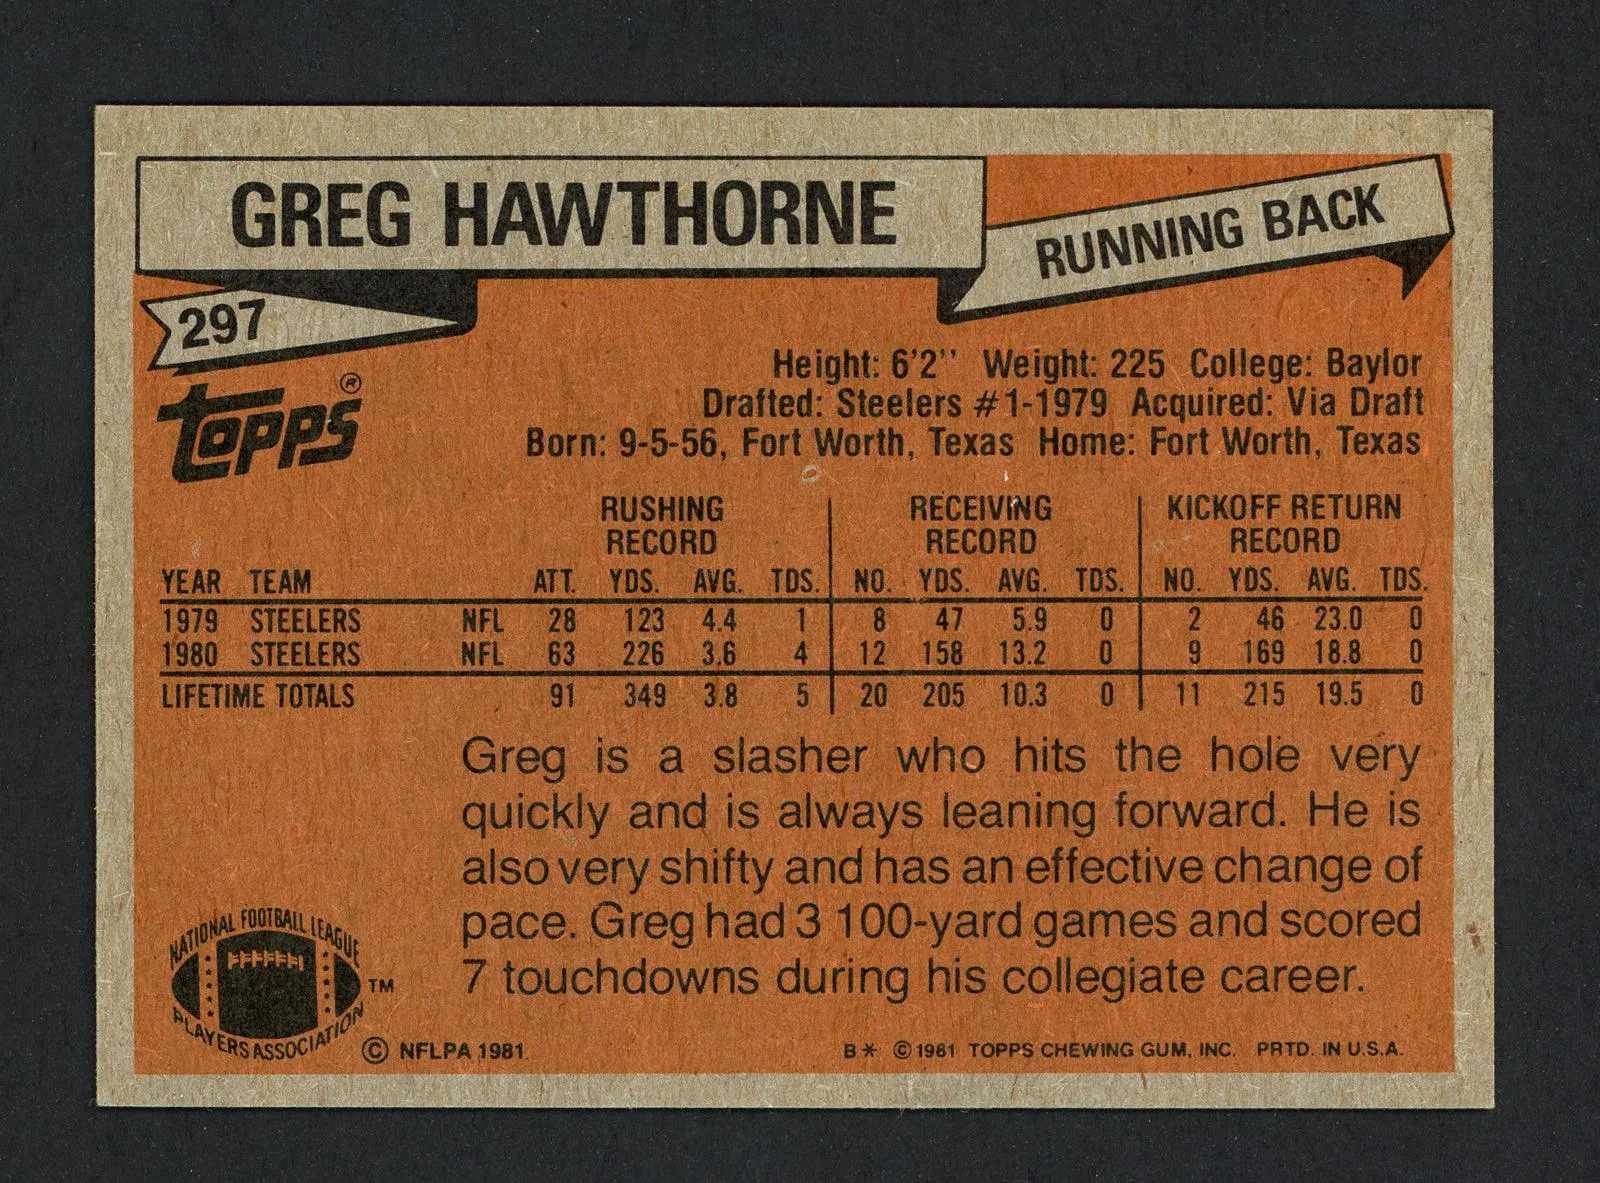 GREG HAWTHORNE
RUNNING BACK
297
TOPPS ®
Height: 6'2'' Weight: 225 College: Baylor
Drafted: Steelers #1-1979 Acquired: Via Draft
Born: 9-5-56, Fort Worth, Texas Home: Fort Worth, Texas
RUSHING RECORD RECEIVING RECORD KICKOFF RETURN RECORD
YEAR TEAM ATT. YDS. AVG. TDS. NO. YDS. AVG. TDS. NO. YDS. AVG. TDS.
1979 STEELERS NFL 28 123 4.4 1 8 47 5.9 0 2 46 23.0 0
1980 STEELERS NFL 63 226 3.6 4 12 158 13.2 0 9 169 18.8 0
LIFETIME TOTALS 91 349 3.8 5 20 205 10.3 0 11 215 19.5 0
Greg is a slasher who hits the hole very
quickly and is always leaning forward. He is
also very shifty and has an effective change of
pace. Greg had 3 100-yard games and scored
7 touchdowns during his collegiate career.
NATIONAL FOOTBALL LEAGUE
PLAYERS ASSOCIATION
TM
© NFLPA 1981
B* © 1981 TOPPS CHEWING GUM, INC. PRTD. IN U.S.A.